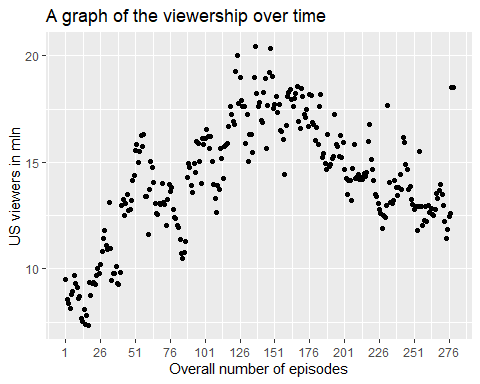 A graph of the viewership over time
US viewers in mln
20
15
10
1 26 51 76 101 126 151 176 201 226 251 276
Overall number of episodes